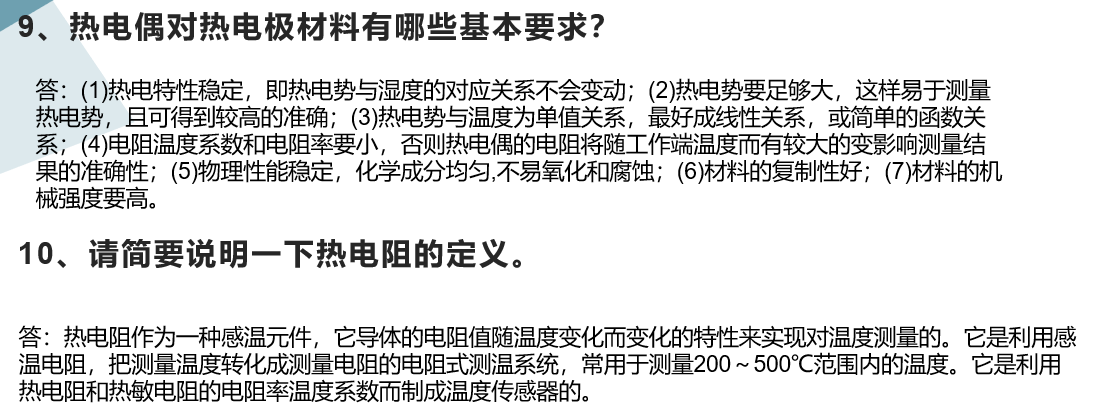 9、热电偶对热电极材料有哪些基本要求？
答：(1)热电特性稳定，即热电势与湿度的对应关系不会变动；(2)热电势要足够大，这样易于测量
热电势，且可得到较高的准确；(3)热电势与温度为单值关系，最好成线性关系，或简单的函数关
系；(4)电阻温度系数和电阻率要小，否则热电偶的电阻将随工作端温度而有较大的变影响测量结
果的准确性；(5)物理性能稳定，化学成分均匀,不易氧化和腐蚀；(6)材料的复制性好；(7)材料的机
械强度要高。
10、请简要说明一下热电阻的定义。
答：热电阻作为一种感温元件，它导体的电阻值随温度变化而变化的特性来实现对温度测量的。它是利用感
温电阻，把测量温度转化成测量电阻的电阻式测温系统，常用于测量200～500℃范围内的温度。它是利用
热电阻和热敏电阻的电阻率温度系数而制成温度传感器的。